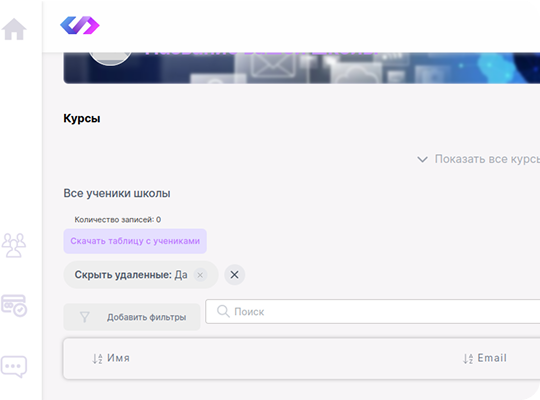 Курсы
Показать все курсы
Все ученики школы
Количество записей: 0
Скачать таблицу с учениками
Скрыть удаленные: Да
Добавить фильтры
Поиск
Имя
Email